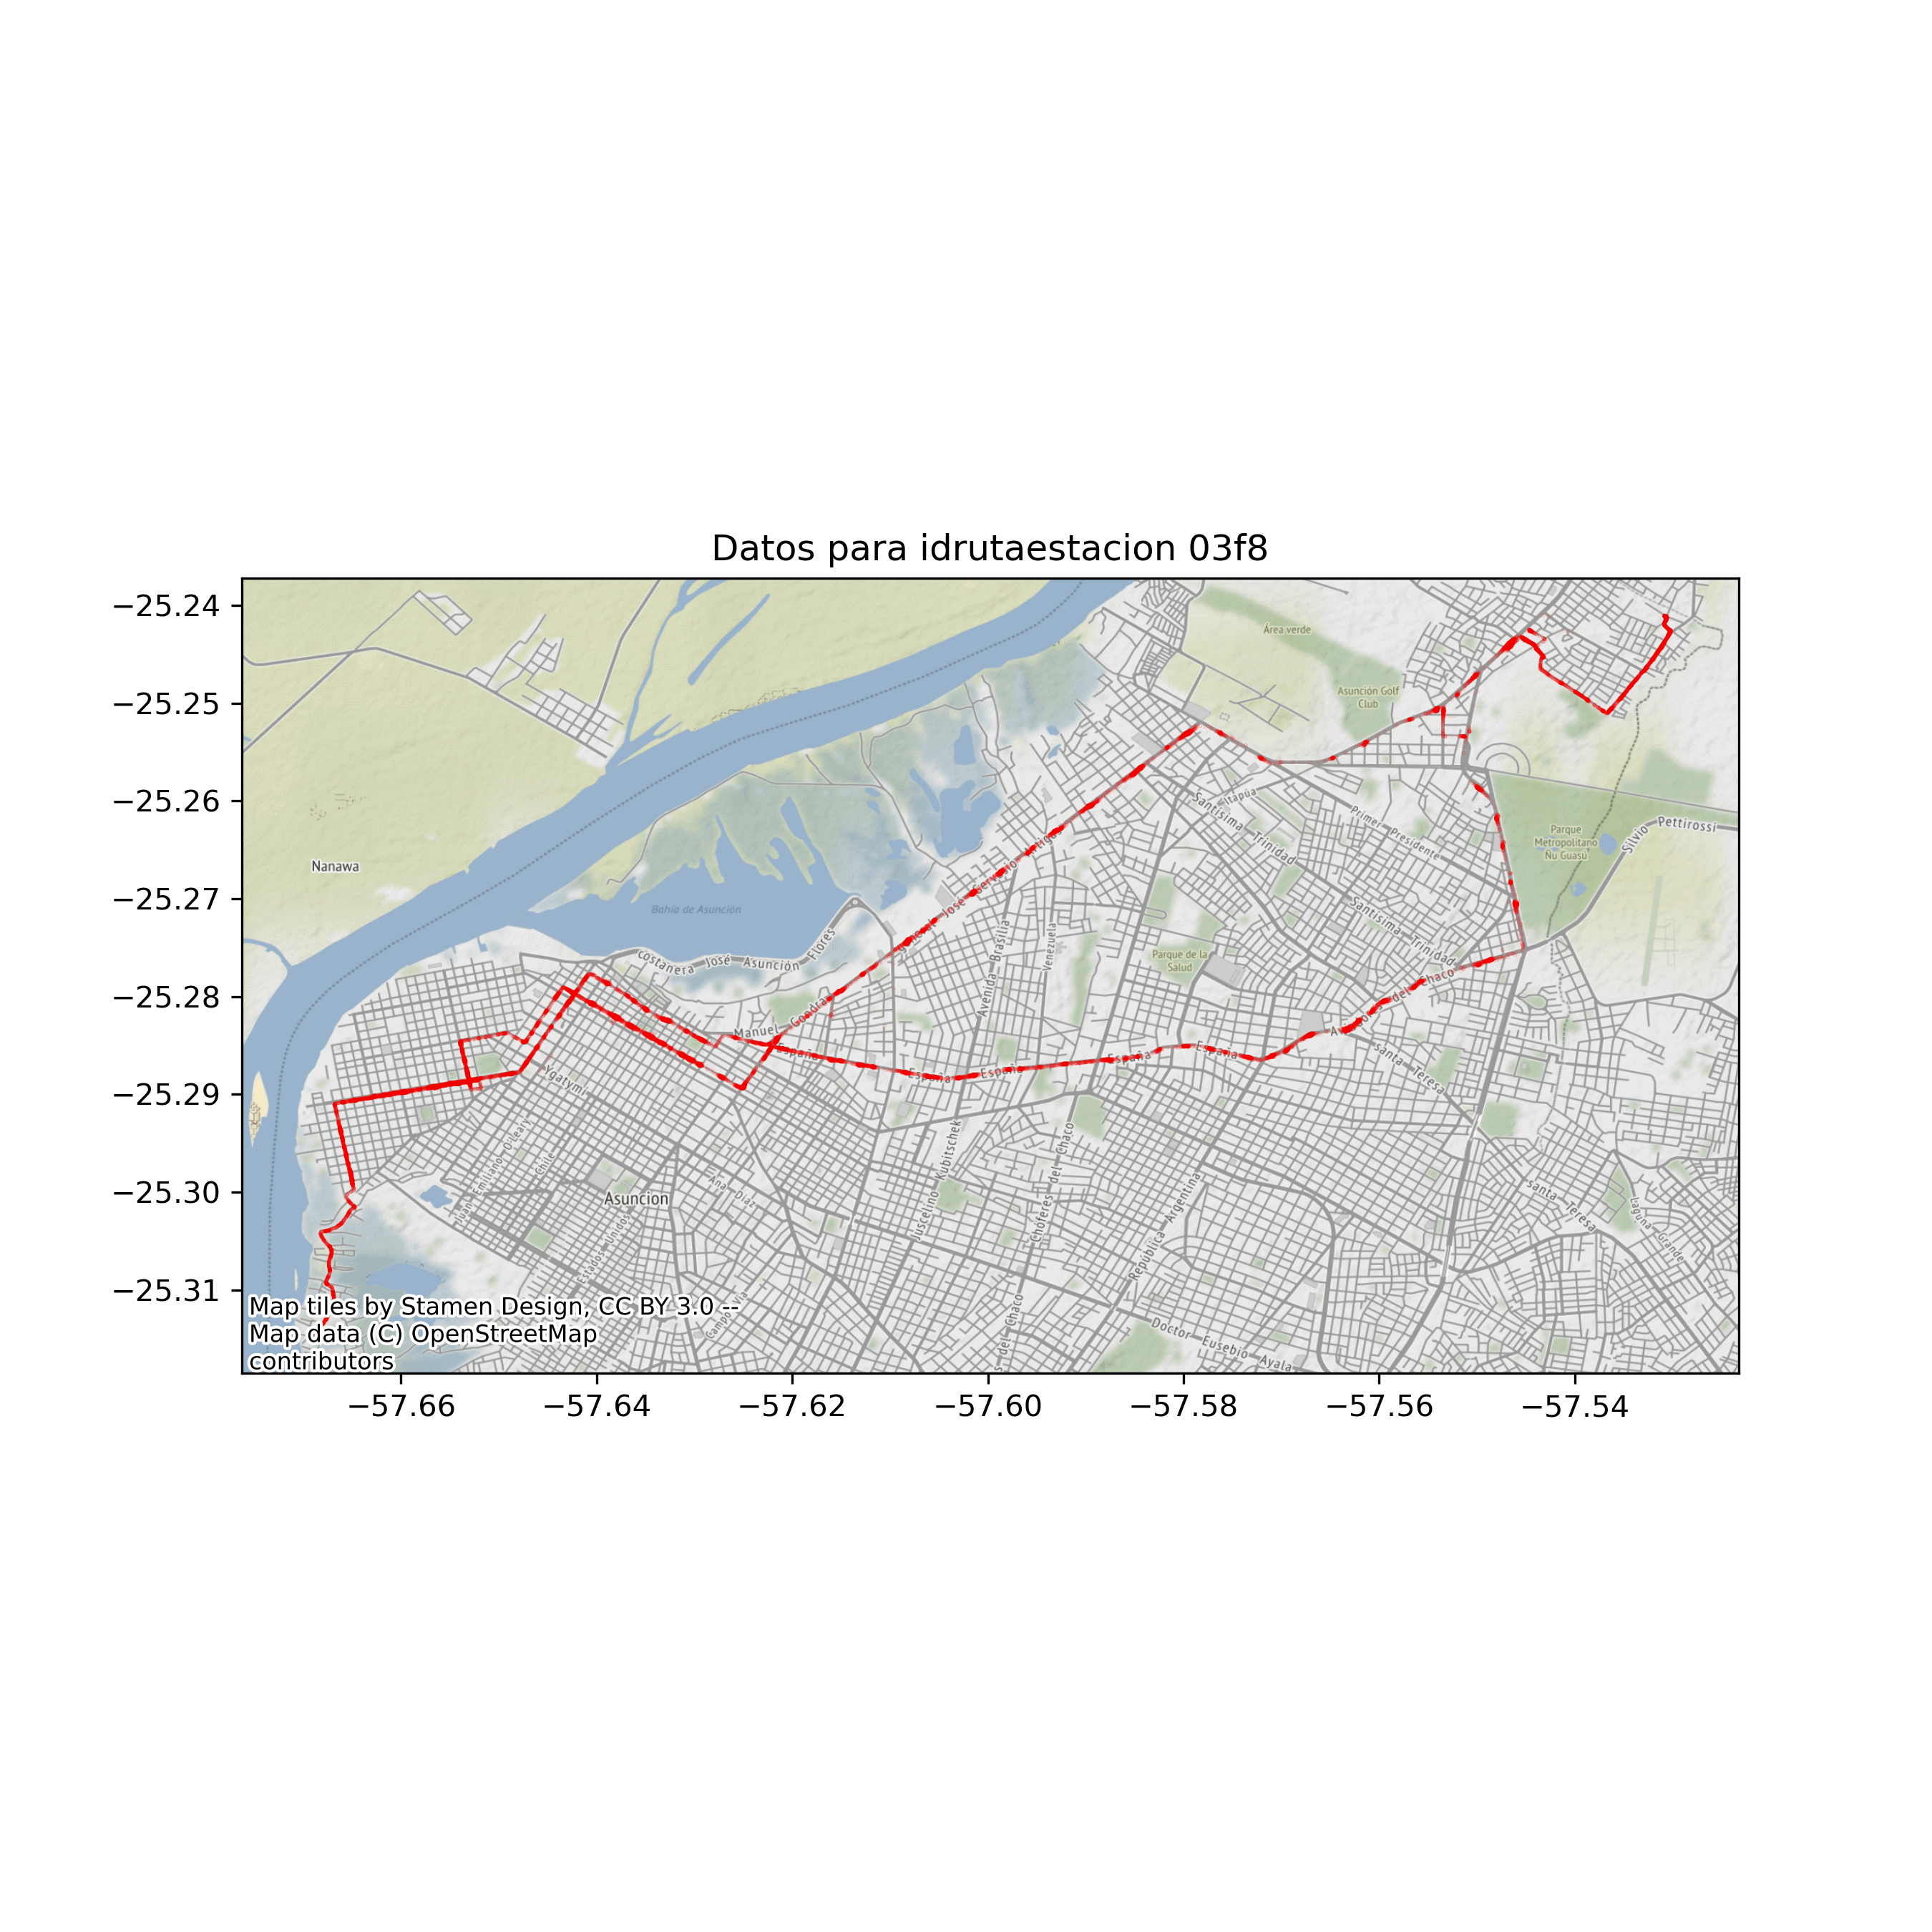 Datos para idrutaestacion 03f8
−25.24
−25.25
−25.26
−25.27
−25.28
−25.29
−25.30
−25.31
Área verde
Asunción Golf
Club
Itapúa
Santísima Trinidad
Primer Presidente
Parque
Metropolitano
Ñu Guasu
Silvio Pettirossi
Nanawa
Bahía de Asunción
costanera José Asunción Flores
General José Gervasio Artigas
Avenida Brasilia
Venezuela
Parque de la
Salud
Santísima Trinidad
del Chaco
Manuel Gondra
España
España
España
España
España
santa Teresa
Ygatymi
Juan Emiliano O'Leary
Chile
Asuncion
Ana Díaz
Estados Unidos
Juscelino Kubitschek
Choferes del Chaco
República Argentina
santa Teresa
Laguna Grande
Campo Vía
s del Chaco
Doctor Eusebio Ayala
Map tiles by Stamen Design, CC BY 3.0 --
Map data (C) OpenStreetMap
contributors
−57.66
−57.64
−57.62
−57.60
−57.58
−57.56
−57.54